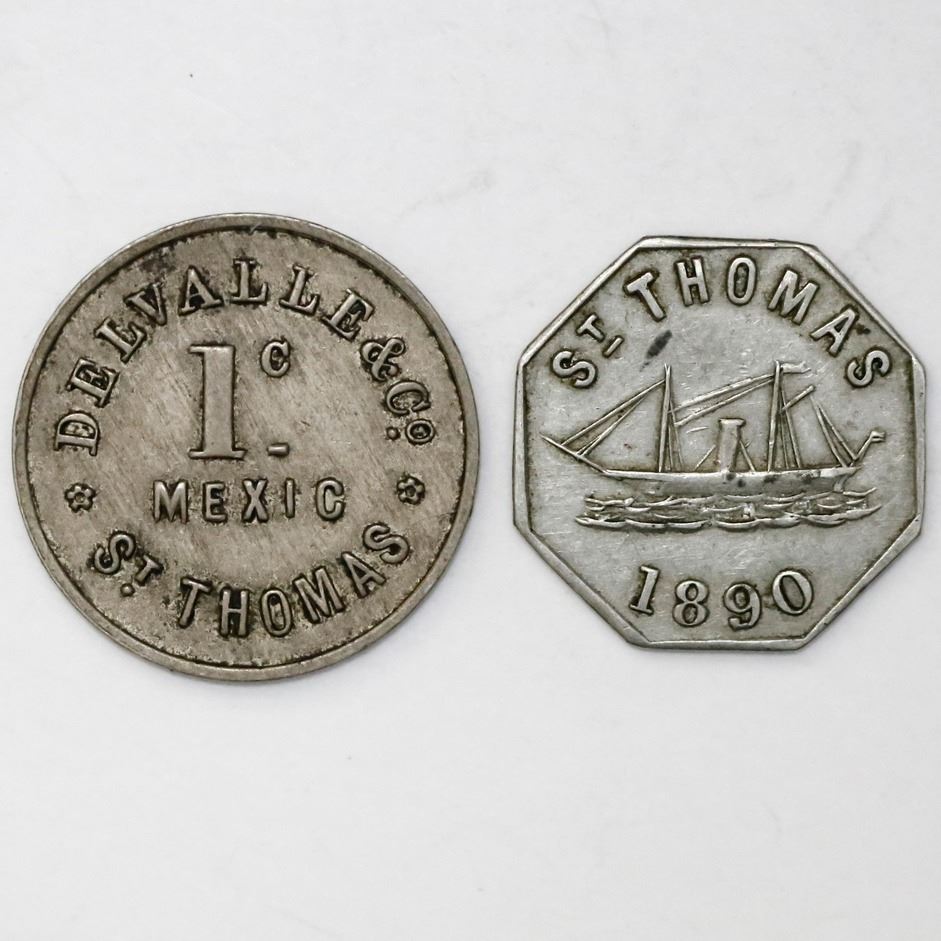 DELVALLE & Co.
1c
MEXIC
ST. THOMAS
ST THOMAS
1890